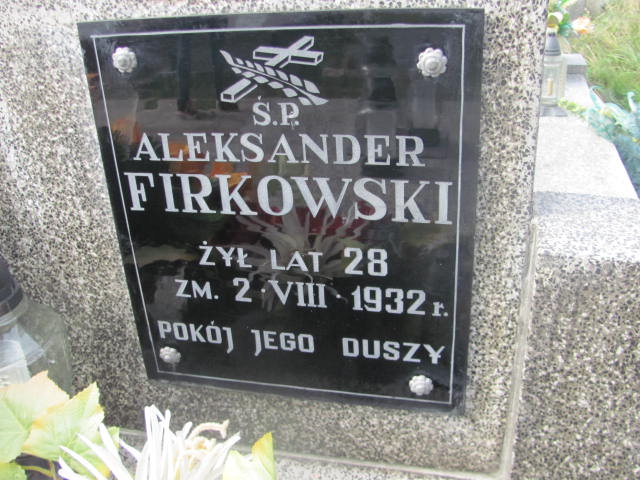 Ś.P.
ALEKSANDER
FIRKOWSKI
ŻYŁ LAT 28
ZM. 2·VIII·1932 r.
POKÓJ JEGO DUSZY